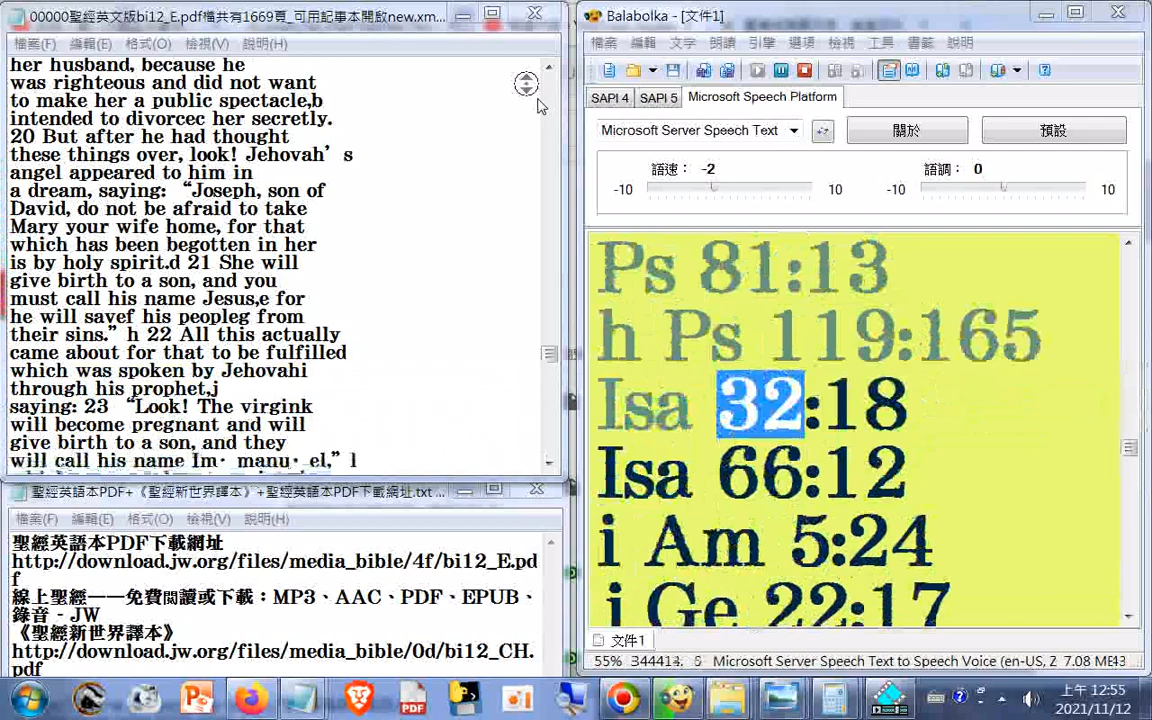 00000聖經英文版bi12_E.pdf檔共有1669頁_可用記事本開啟new.xm...
檔案(F) 編輯(E) 格式(O) 檢視(V) 說明(H)
her husband, because he
was righteous and did not want
to make her a public spectacle,b
intended to divorcec her secretly.
20 But after he had thought
these things over, look! Jehovah’s
angel appeared to him in
a dream, saying: “Joseph, son of
David, do not be afraid to take
Mary your wife home, for that
which has been begotten in her
is by holy spirit.d 21 She will
give birth to a son, and you
must call his name Jesus,e for
he will savef his peopleg from
their sins.”h 22 All this actually
came about for that to be fulfilled
which was spoken by Jehovahi
through his prophet,j
saying: 23 “Look! The virgink
will become pregnant and will
give birth to a son, and they
will call his name Im·manu·el,”l
聖經英語本PDF+《聖經新世界譯本》+聖經英語本PDF下載網址.txt ...
檔案(F) 編輯(E) 格式(O) 檢視(V) 說明(H)
聖經英語本PDF下載網址
http://download.jw.org/files/media_bible/4f/bi12_E.pd
f
線上聖經——免費閱讀或下載：MP3、AAC、PDF、EPUB、
錄音 - JW
《聖經新世界譯本》
http://download.jw.org/files/media_bible/0d/bi12_CH.
pdf
Balabolka - [文件1]
檔案 編輯 文字 朗讀 引擎 選項 檢視 工具 書籤 說明
SAPI 4 SAPI 5 Microsoft Speech Platform
Microsoft Server Speech Text 關於 預設
語速: -2 語調: 0
-10 10 -10 10
Ps 81:13
h Ps 119:165
Isa 32:18
Isa 66:12
i Am 5:24
j Ge 22:17
文件1
55% Microsoft Server Speech Text to Speech Voice (en-US, 7.08 MB
上午 12:55
2021/11/12